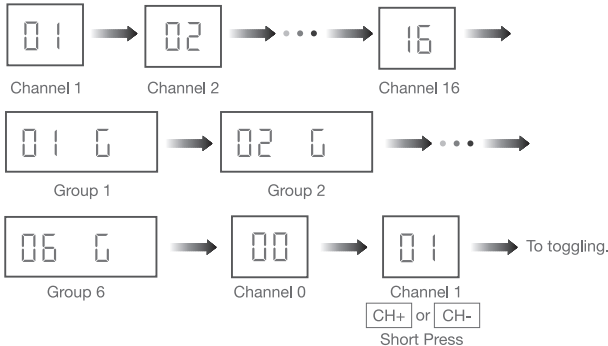 01 02 16
Channel 1 Channel 2 Channel 16
01 G 02 G
Group 1 Group 2
06 G 00 01 To toggling.
Group 6 Channel 0 Channel 1
CH+ or CH-
Short Press